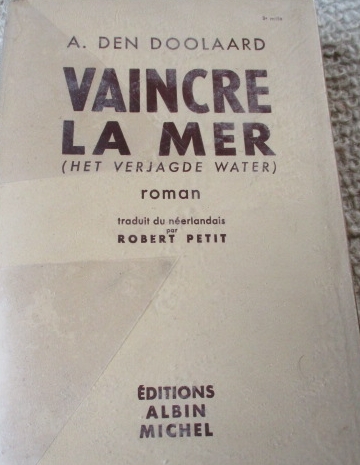 A. DEN DOOLAARD
VAINCRE
LA MER
(HET VERJAGDE WATER)
roman
traduit du néerlandais
par
ROBERT PETIT
ÉDITIONS
ALBIN
MICHEL